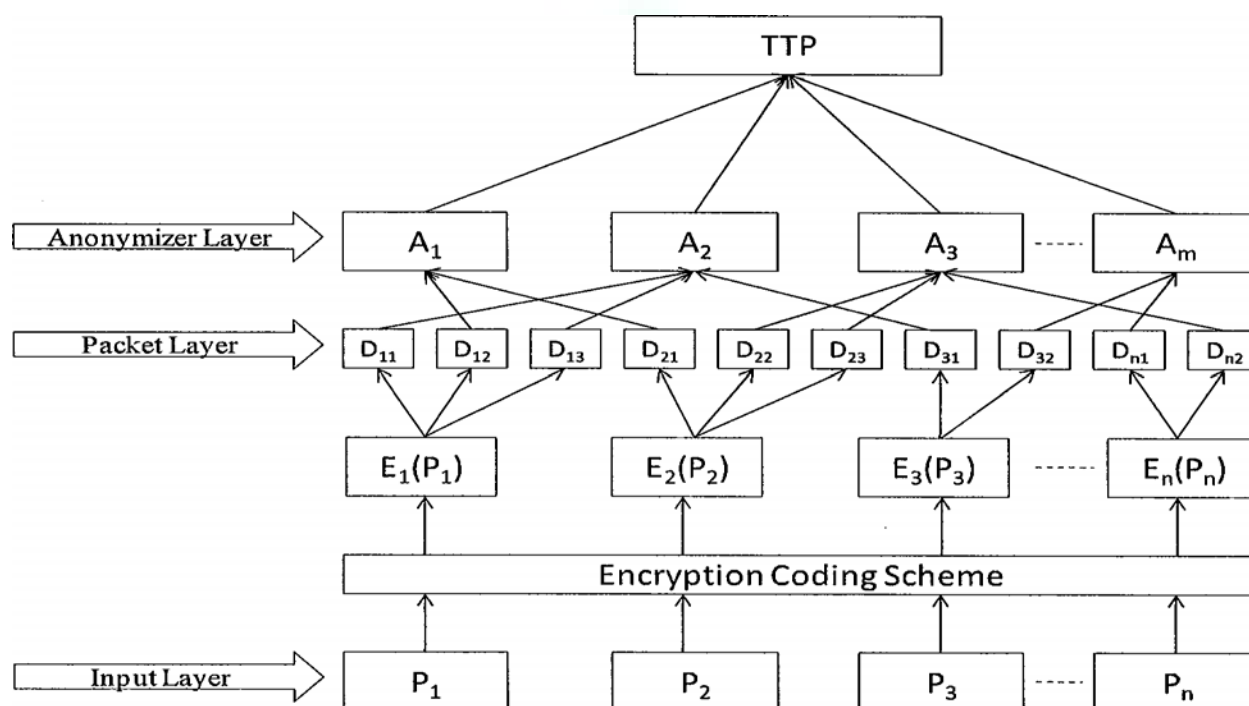 TTP
Anonymizer Layer
A₁ A₂ A₃ Aₘ
Packet Layer
D₁₁ D₁₂ D₁₃ D₂₁ D₂₂ D₂₃ D₃₁ D₃₂ Dₙ₁ Dₙ₂
E₁(P₁) E₂(P₂) E₃(P₃) Eₙ(Pₙ)
Encryption Coding Scheme
Input Layer
P₁ P₂ P₃ Pₙ